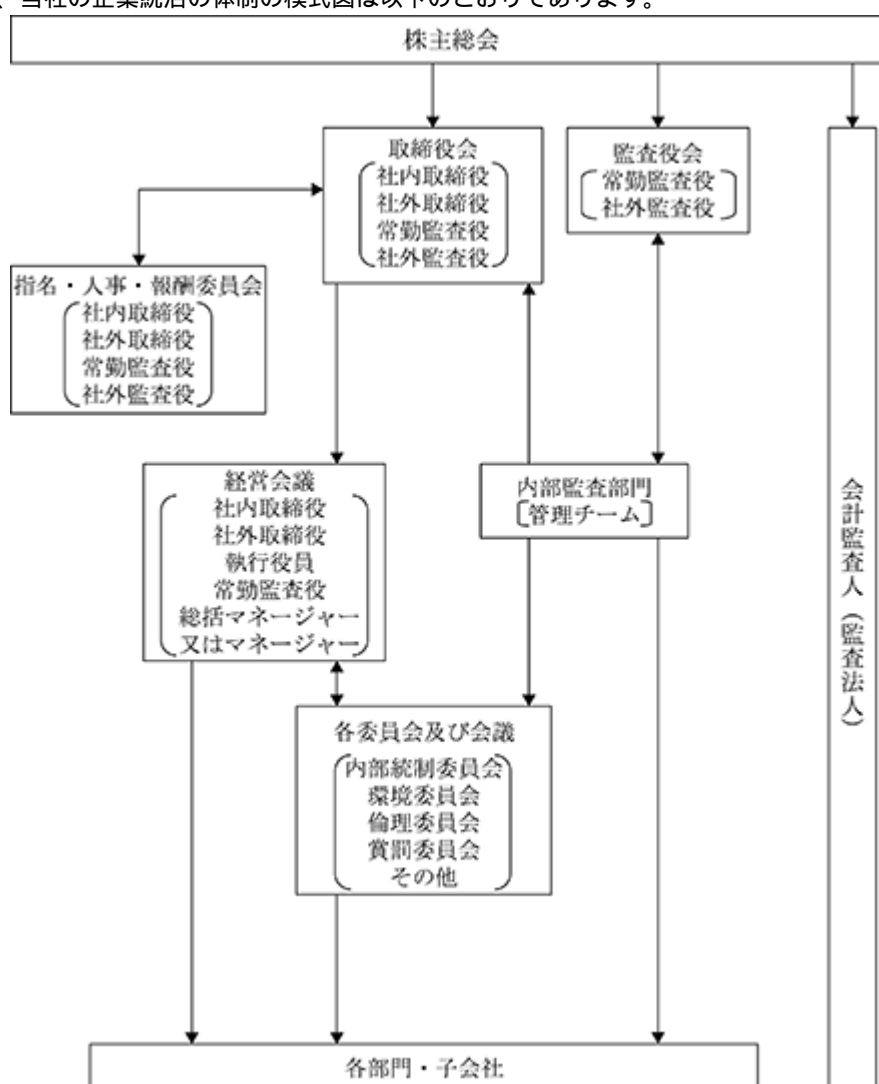 、当社の企業統治の体制の模式図は以下のとおりであります。
株主総会
取締役会
社内取締役
社外取締役
常勤監査役
社外監査役
監査役会
常勤監査役
社外監査役
指名・人事・報酬委員会
社内取締役
社外取締役
常勤監査役
社外監査役
経営会議
社内取締役
社外取締役
執行役員
常勤監査役
総括マネージャー
又はマネージャー
内部監査部門
[管理チーム]
会計監査人（監査法人）
各委員会及び会議
内部統制委員会
環境委員会
倫理委員会
賞罰委員会
その他
各部門・子会社